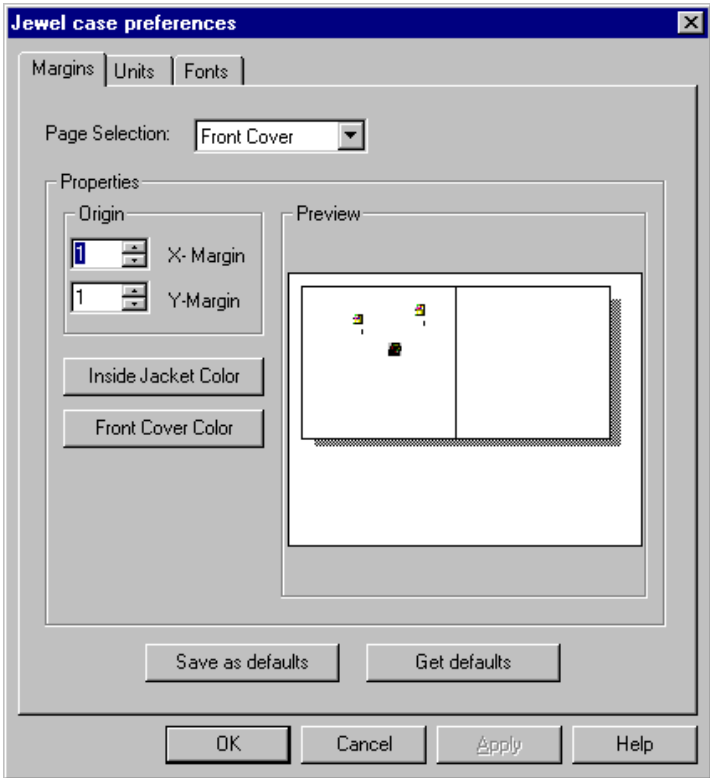 Jewel case preferences
Margins Units Fonts
Page Selection: Front Cover
Properties
Origin
1 X- Margin
1 Y-Margin
Inside Jacket Color
Front Cover Color
Preview
Save as defaults Get defaults
OK Cancel Apply Help